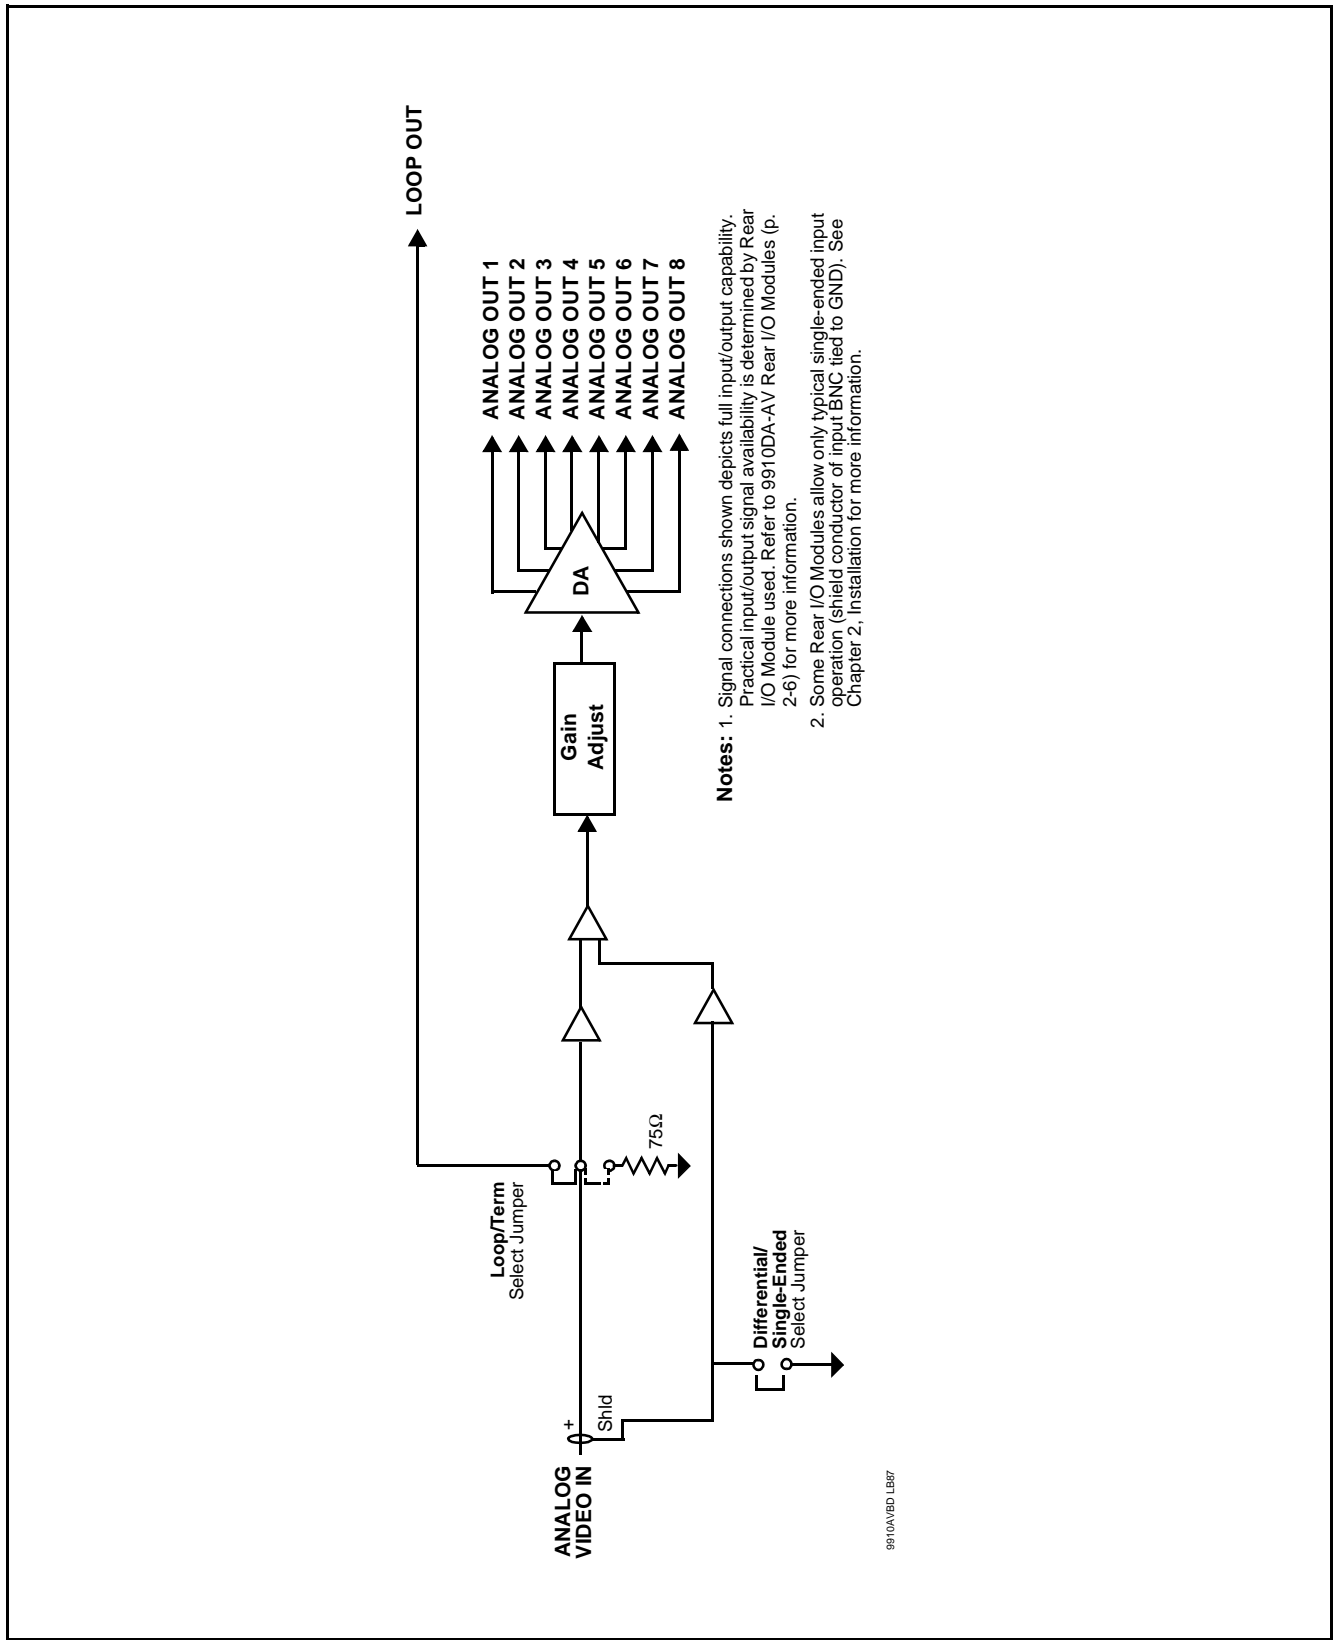 LOOP OUT
ANALOG OUT 1
ANALOG OUT 2
ANALOG OUT 3
ANALOG OUT 4
ANALOG OUT 5
ANALOG OUT 6
ANALOG OUT 7
ANALOG OUT 8
DA
Gain
Adjust
Loop/Term
Select Jumper
75Ω
Differential/
Single-Ended
Select Jumper
+
Shld
ANALOG
VIDEO IN
Notes: 1. Signal connections shown depicts full input/output capability.
Practical input/output signal availability is determined by Rear
I/O Module used. Refer to 9910DA-AV Rear I/O Modules (p.
2-6) for more information.
2. Some Rear I/O Modules allow only typical single-ended input
operation (shield conductor of input BNC tied to GND). See
Chapter 2, Installation for more information.
9910AVBD LB87